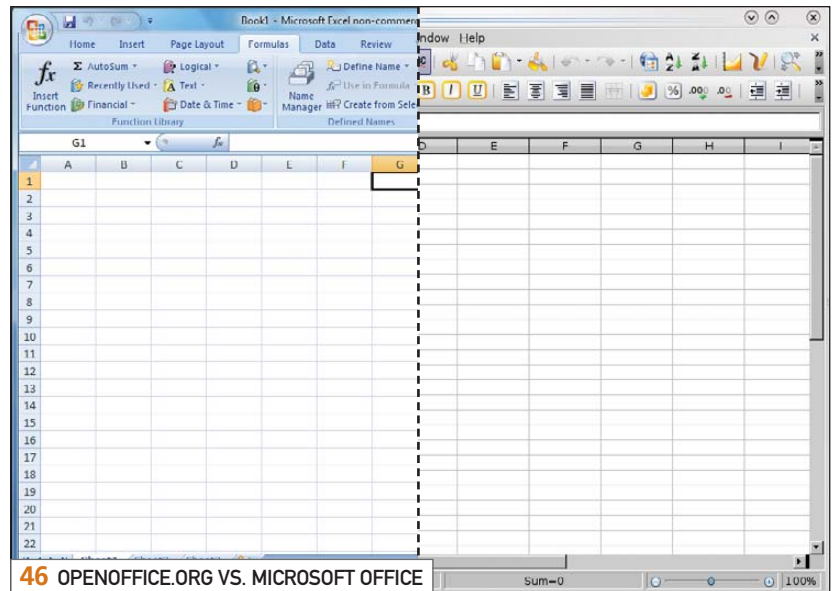 Book1 - Microsoft Excel non-commer
Home Insert Page Layout Formulas Data Review
ndow Help
fx Σ AutoSum Logical Define Name
Recently Used Text Use in Formula
Insert Function Financial Date & Time Name Manager Create from Sele
Function Library Defined Names
B I U % .000
G1 fx
A B C D E F G D E F G H I
1
2
3
4
5
6
7
8
9
10
11
12
13
14
15
16
17
18
19
20
21
22
46 OPENOFFICE.ORG VS. MICROSOFT OFFICE Sum=0 100%